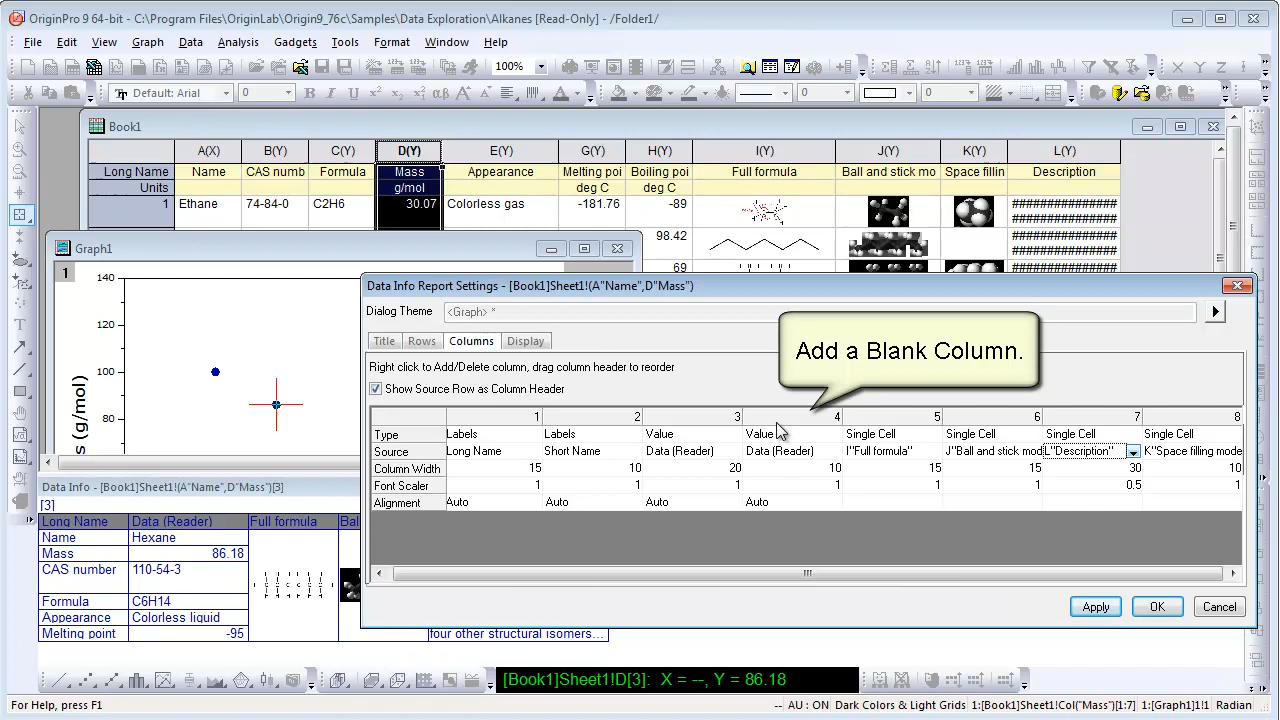 OriginPro 9 64-bit - C:\Program Files\OriginLab\Origin9_76c\Samples\Data Exploration\Alkanes [Read-Only] - /Folder1/
File Edit View Graph Data Analysis Gadgets Tools Format Window Help
100%
Default: Arial 0 B I U 0 0
Book1
A(X) B(Y) C(Y) D(Y) E(Y) G(Y) H(Y) I(Y) J(Y) K(Y) L(Y)
Long Name Name CAS numb Formula Mass Appearance Melting poi Boiling poi Full formula Ball and stick mo Space fillin Description
Units g/mol deg C deg C
1 Ethane 74-84-0 C2H6 30.07 Colorless gas -181.76 -89 ################
################
98.42 ################
################
69 ################
Graph1
1
140
120
100
80
s (g/mol)
Data Info Report Settings - [Book1]Sheet1!(A"Name",D"Mass")
Dialog Theme <Graph> *
Title Rows Columns Display
Add a Blank Column.
Right click to Add/Delete column, drag column header to reorder
Show Source Row as Column Header
1 2 3 4 5 6 7 8
Type Labels Labels Value Value Single Cell Single Cell Single Cell Single Cell
Source Long Name Short Name Data (Reader) Data (Reader) I"Full formula" J"Ball and stick mod L"Description" K"Space filling mode
Column Width 15 10 20 10 15 15 30 10
Font Scaler 1 1 1 1 1 1 0.5 1
Alignment Auto Auto Auto Auto
Apply OK Cancel
Data Info - [Book1]Sheet1!(A"Name",D"Mass")[3]
[3]
Long Name Data (Reader) Full formula Bal
Name Hexane
Mass 86.18
CAS number 110-54-3
Formula C6H14
Appearance Colorless liquid
Melting point -95 four other structural isomers...
[Book1]Sheet1!D[3]: X = --, Y = 86.18
For Help, press F1 -- AU : ON Dark Colors & Light Grids 1:[Book1]Sheet1!Col("Mass")[1:7] 1:[Graph1]1!1 Radian